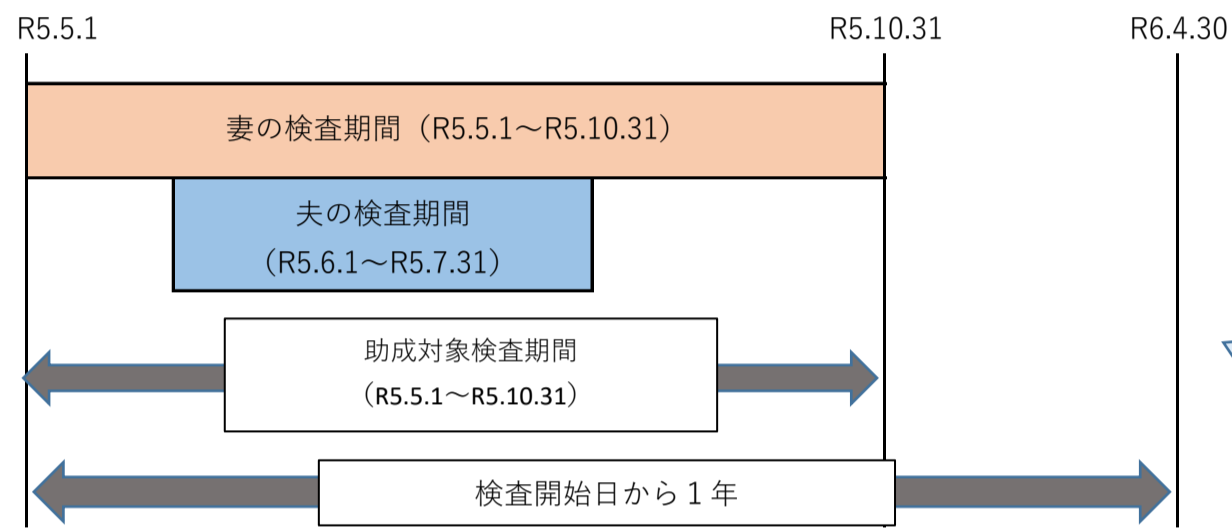 R5.5.1
R5.10.31
R6.4.30
妻の検査期間（R5.5.1～R5.10.31）
夫の検査期間
（R5.6.1～R5.7.31）
助成対象検査期間
（R5.5.1～R5.10.31）
検査開始日から１年